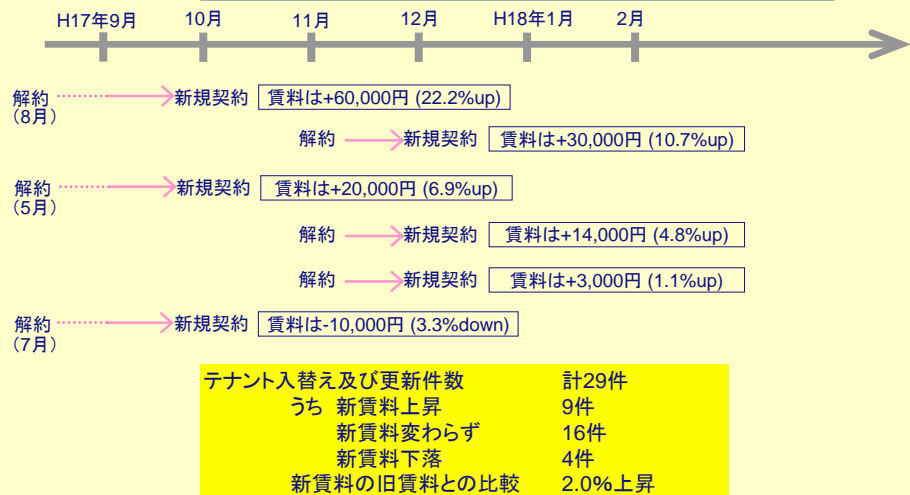 H17年9月 10月 11月 12月 H18年1月 2月
解約 新規契約 賃料は+60,000円 (22.2%up)
(8月)
解約 新規契約 賃料は+30,000円 (10.7%up)
解約 新規契約 賃料は+20,000円 (6.9%up)
(5月)
解約 新規契約 賃料は+14,000円 (4.8%up)
解約 新規契約 賃料は+3,000円 (1.1%up)
解約 新規契約 賃料は-10,000円 (3.3%down)
(7月)
テナント入替え及び更新件数 計29件
うち 新賃料上昇 9件
新賃料変わらず 16件
新賃料下落 4件
新賃料の旧賃料との比較 2.0%上昇